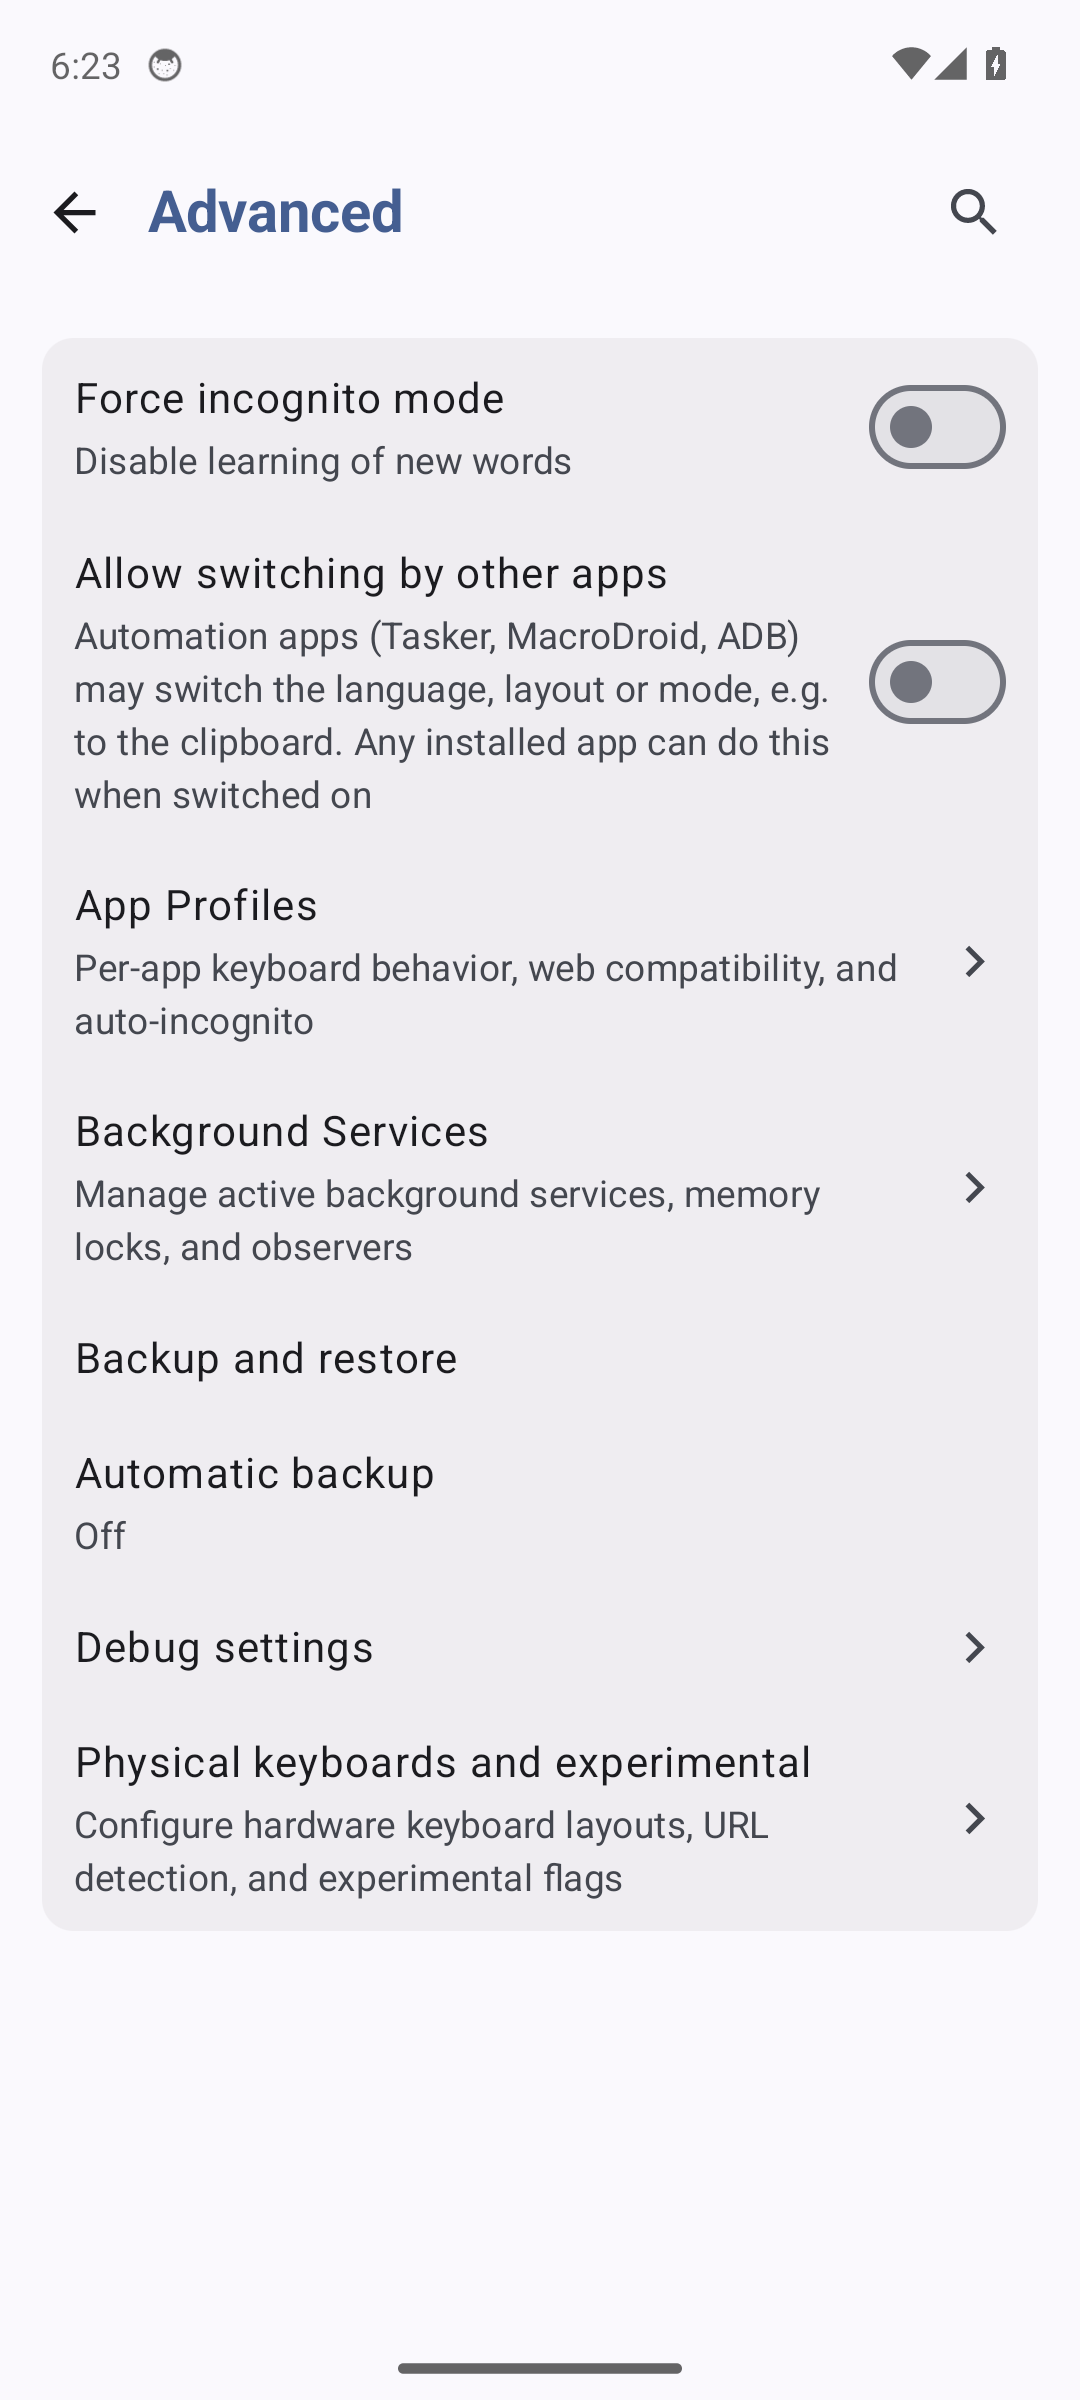 6:23
Advanced
Force incognito mode
Disable learning of new words
Allow switching by other apps
Automation apps (Tasker, MacroDroid, ADB)
may switch the language, layout or mode, e.g.
to the clipboard. Any installed app can do this
when switched on
App Profiles
Per-app keyboard behavior, web compatibility, and
auto-incognito
Background Services
Manage active background services, memory
locks, and observers
Backup and restore
Automatic backup
Off
Debug settings
Physical keyboards and experimental
Configure hardware keyboard layouts, URL
detection, and experimental flags